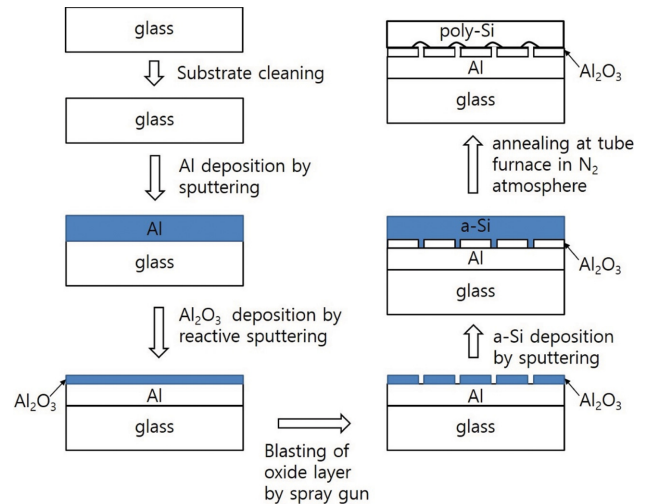 glass
Substrate cleaning
glass
Al deposition by
sputtering
Al
glass
Al₂O₃ deposition by
reactive sputtering
Al₂O₃
Al
glass
Blasting of
oxide layer
by spray gun
Al
glass
Al₂O₃
a-Si deposition
by sputtering
a-Si
Al
glass
Al₂O₃
annealing at tube
furnace in N₂
atmosphere
poly-Si
Al
glass
Al₂O₃